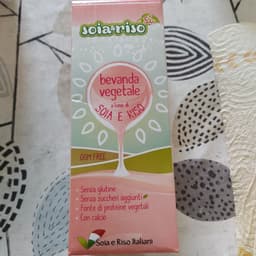 soia&riso
bevanda
vegetale
a base di
SOIA E RISO
OGM FREE
Senza glutine
Senza zuccheri aggiunti
Fonte di proteine vegetali
Con calcio
Soia e Riso Italiani